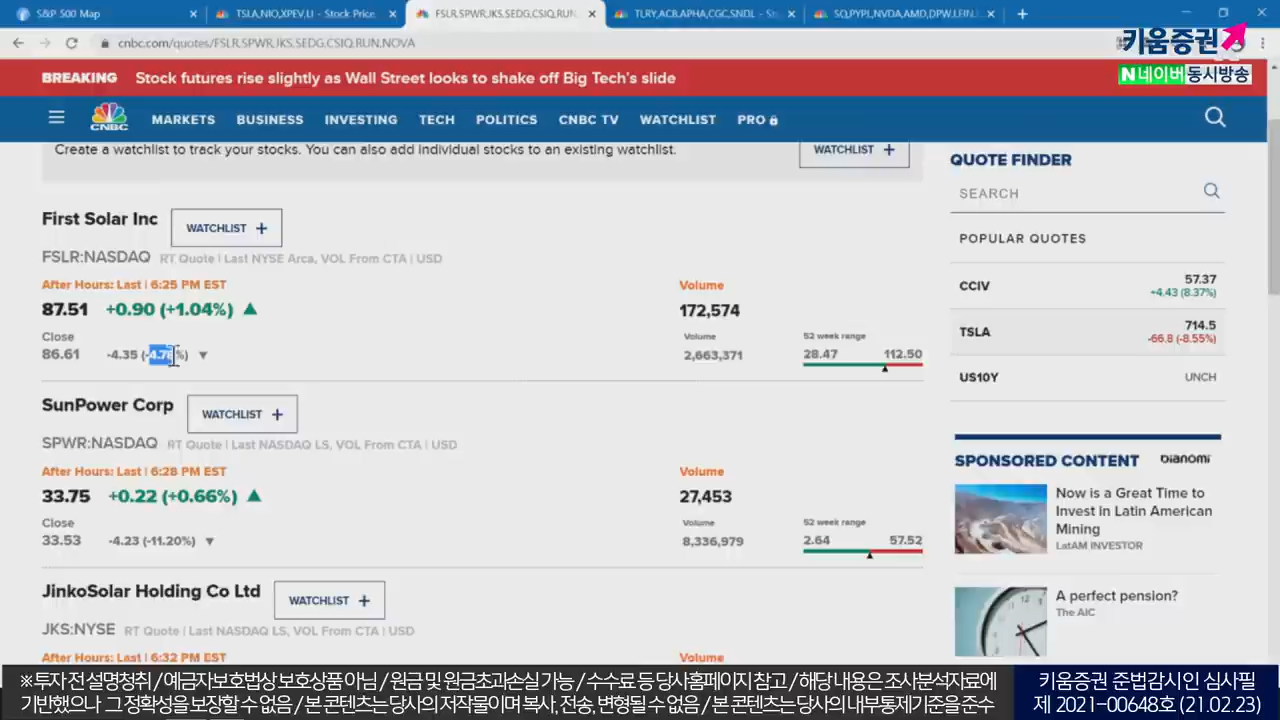 S&P 500 Map
TSLA,NIO,XPEV,LI - Stock Price,
FSLR,SPWR,JKS,SEDG,CSIQ,RUN,
TLRY,ACB,APHA,CGC,SNDL - St
SQ,PYPL,NVDA,AMD,DPW,
cnbc.com/quotes/FSLR,SPWR,JKS,SEDG,CSIQ,RUN,NOVA
키움증권
N 네이버 동시방송
BREAKING Stock futures rise slightly as Wall Street looks to shake off Big Tech's slide
CNBC
MARKETS BUSINESS INVESTING TECH POLITICS CNBC TV WATCHLIST PRO
Create a watchlist to track your stocks. You can also add individual stocks to an existing watchlist.
WATCHLIST +
First Solar Inc WATCHLIST +
FSLR:NASDAQ RT Quote | Last NYSE Arca, VOL From CTA | USD
After Hours: Last | 6:25 PM EST Volume
87.51 +0.90 (+1.04%) 172,574
Close Volume 52 week range
86.61 -4.35 (-4.78%) 2,663,371 28.47 112.50
SunPower Corp WATCHLIST +
SPWR:NASDAQ RT Quote | Last NASDAQ LS, VOL From CTA | USD
After Hours: Last | 6:28 PM EST Volume
33.75 +0.22 (+0.66%) 27,453
Close Volume 52 week range
33.53 -4.23 (-11.20%) 8,336,979 2.64 57.52
JinkoSolar Holding Co Ltd WATCHLIST +
JKS:NYSE RT Quote | Last NASDAQ LS, VOL From CTA | USD
After Hours: Last | 6:32 PM EST Volume
QUOTE FINDER
SEARCH
POPULAR QUOTES
CCIV 57.37
+4.43 (8.37%)
TSLA 714.5
-66.8 (-8.55%)
US10Y UNCH
SPONSORED CONTENT bianomi
Now is a Great Time to
Invest in Latin American
Mining
LatAM INVESTOR
A perfect pension?
The AIC
※ 투자 전 설명청취 / 예금자보호법상 보호상품 아님 / 원금 및 원금초과손실 가능 / 수수료 등 당사홈페이지 참고 / 해당 내용은 조사분석자료에
기반했으나 그 정확성을 보장할 수 없음 / 본 콘텐츠는 당사의 저작물이며 복사, 전송, 변형될 수 없음 / 본 콘텐츠는 당사의 내부통제기준을 준수
키움증권 준법감시인 심사필
제 2021-00648호 (21.02.23)